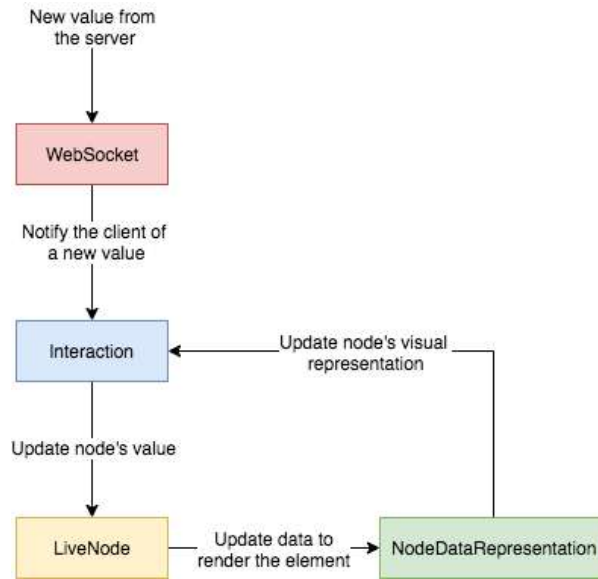 New value from
the server
WebSocket
Notify the client of
a new value
Interaction
Update node's visual
representation
Update node's value
LiveNode
Update data to
render the element
NodeDataRepresentation